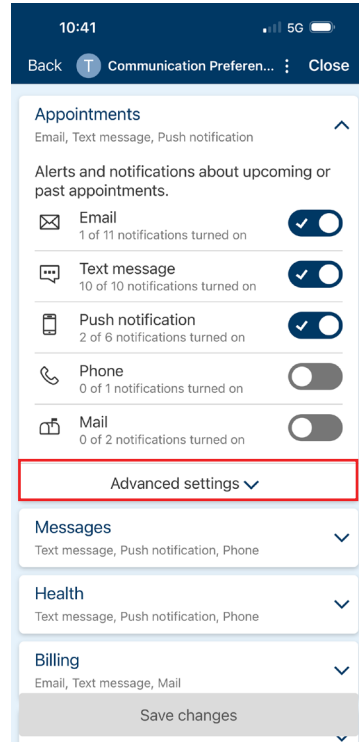 10:41 5G
Back T Communication Preferen... Close
Appointments
Email, Text message, Push notification
Alerts and notifications about upcoming or
past appointments.
Email
1 of 11 notifications turned on
Text message
10 of 10 notifications turned on
Push notification
2 of 6 notifications turned on
Phone
0 of 1 notifications turned on
Mail
0 of 2 notifications turned on
Advanced settings
Messages
Text message, Push notification, Phone
Health
Text message, Push notification, Phone
Billing
Email, Text message, Mail
Save changes